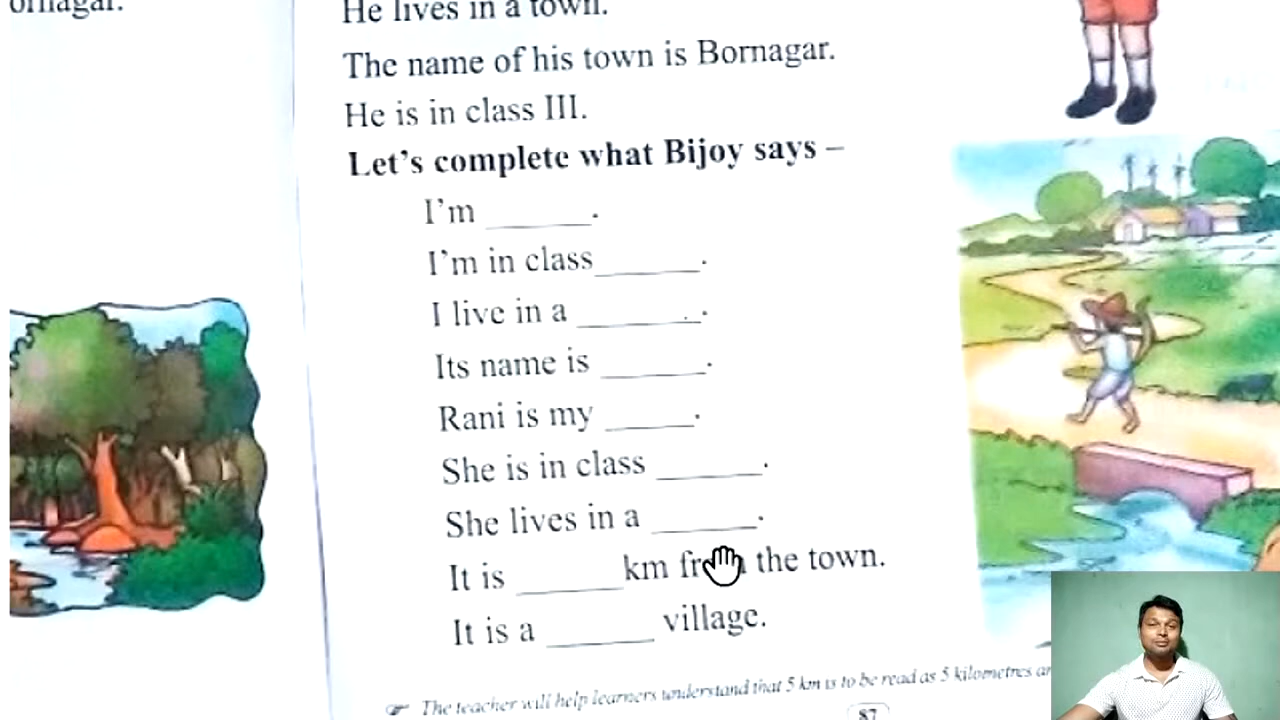 He lives in a town.
The name of his town is Bornagar.
He is in class III.
Let's complete what Bijoy says –
I'm ______.
I'm in class______.
I live in a ______.
Its name is ______.
Rani is my ______.
She is in class ______.
She lives in a ______.
It is ______ km from the town.
It is a ______ village.
The teacher will help learners understand that 5 km is to be read as 5 kilometres
87